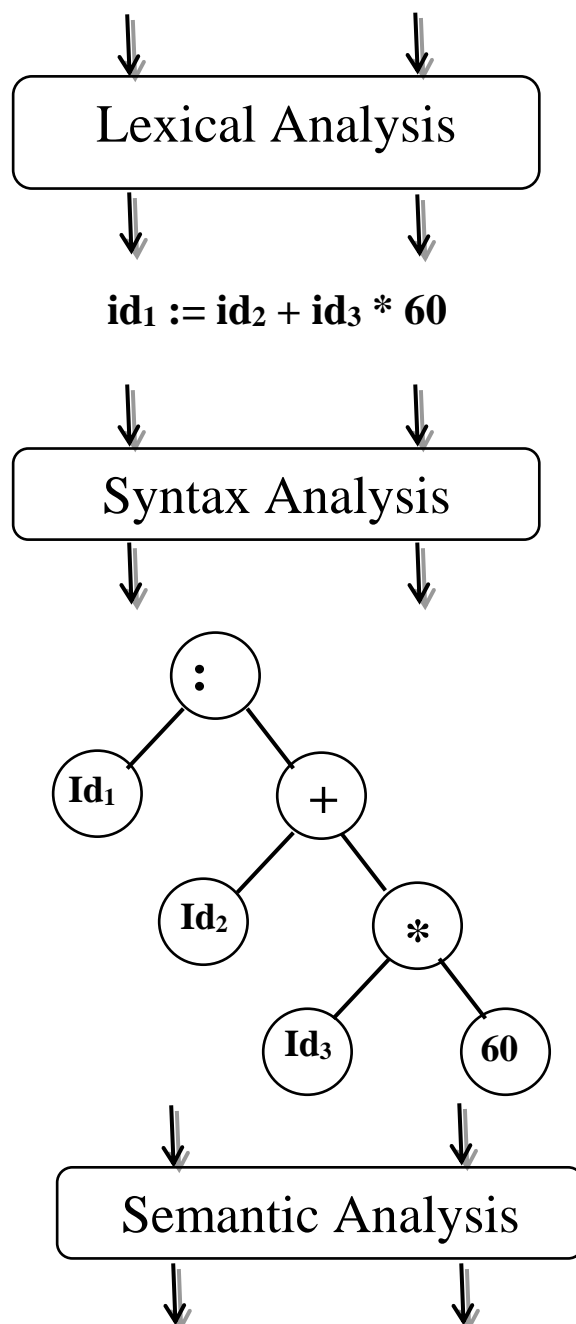 Lexical Analysis
id₁ := id₂ + id₃ * 60
Syntax Analysis
:
Id₁
+
Id₂
*
Id₃
60
Semantic Analysis